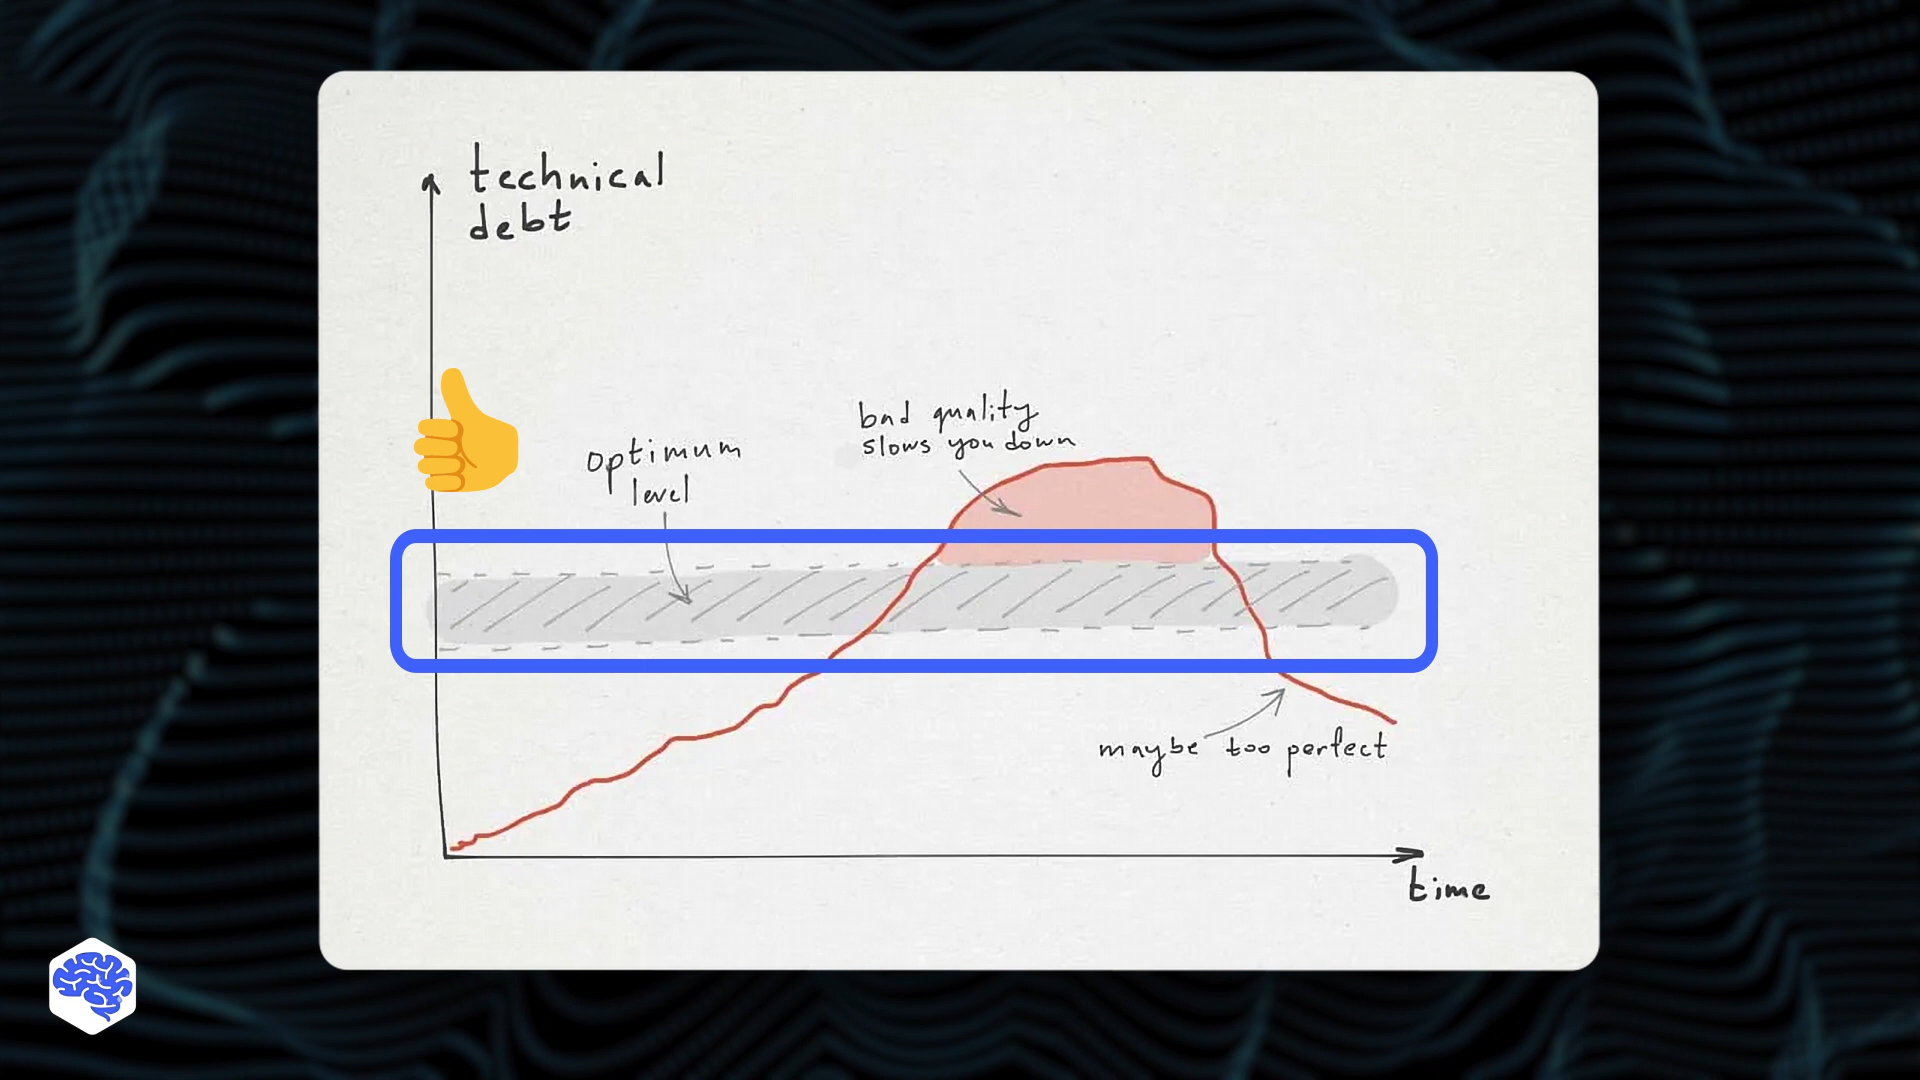 technical
debt
optimum
level
bad quality
slows you down
maybe too perfect
time